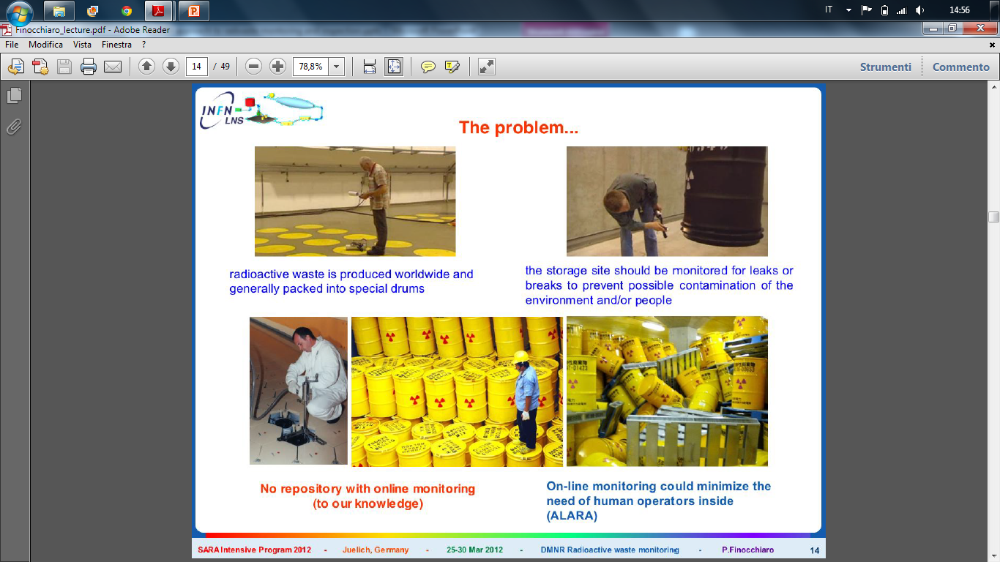 IT
14:56
Finocchiaro_lecture.pdf - Adobe Reader
File Modifica Vista Finestra ?
14 / 49 78,8% Strumenti Commento
INFN
LNS
The problem...
radioactive waste is produced worldwide and
generally packed into special drums
the storage site should be monitored for leaks or
breaks to prevent possible contamination of the
environment and/or people
No repository with online monitoring
(to our knowledge)
On-line monitoring could minimize the
need of human operators inside
(ALARA)
SARA Intensive Program 2012 - Juelich, Germany - 25-30 Mar 2012 - DMNR Radioactive waste monitoring - P.Finocchiaro 14